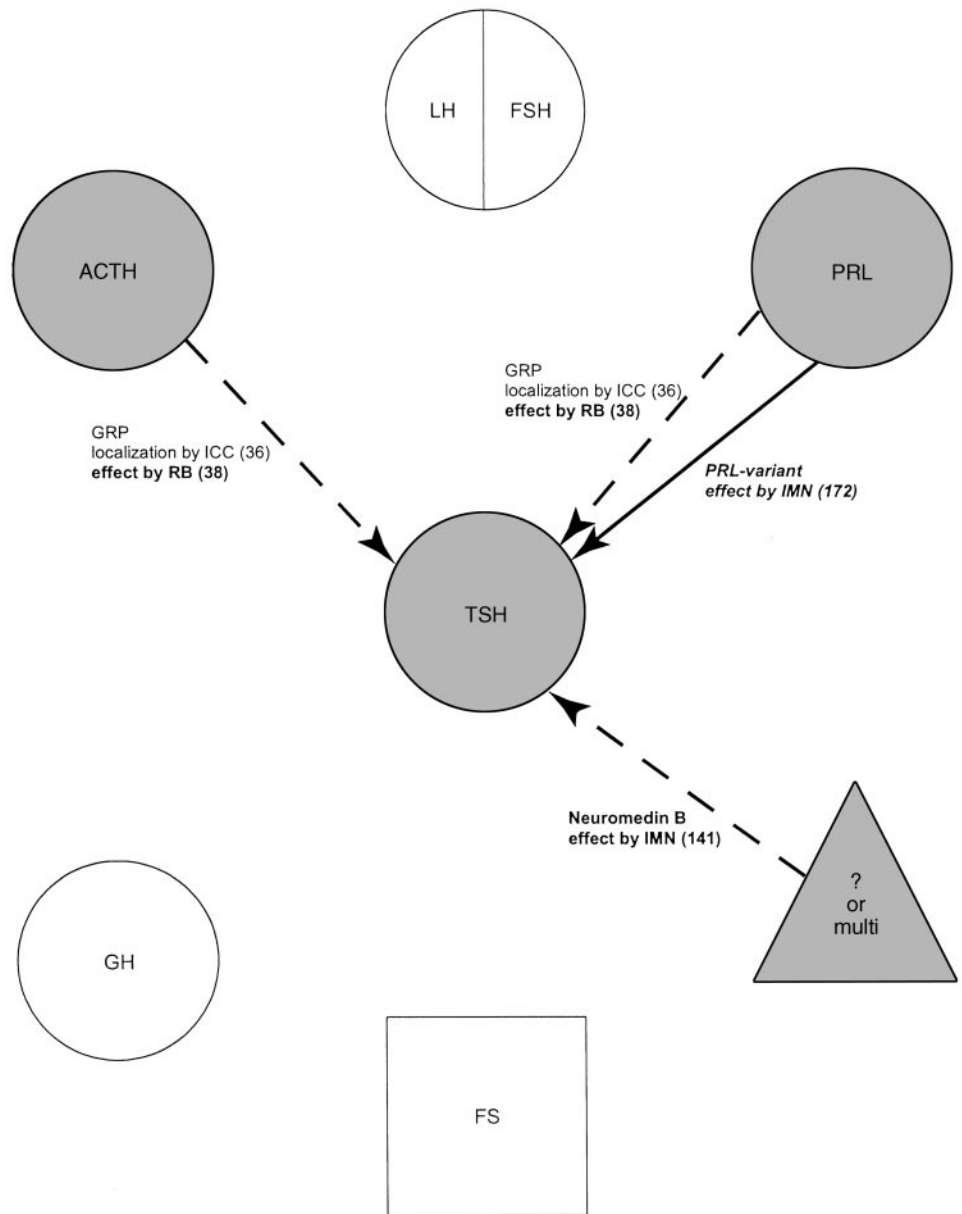 LH
FSH
ACTH
PRL
GRP
localization by ICC (36)
effect by RB (38)
GRP
localization by ICC (36)
effect by RB (38)
PRL-variant
effect by IMN (172)
TSH
Neuromedin B
effect by IMN (141)
?
or
multi
GH
FS